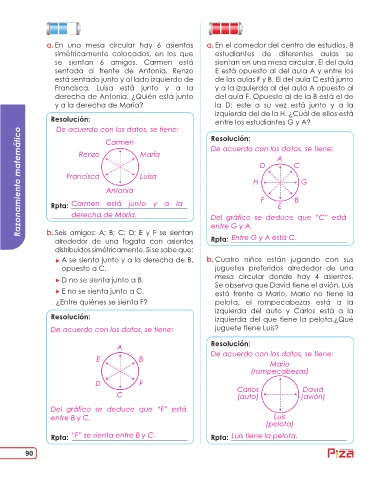 a. En una mesa circular hay 6 asientos
simétricamente colocados, en los que
se sientan 6 amigos. Carmen está
sentada al frente de Antonia, Renzo
está sentado junto y al lado izquierdo de
Francisca. Luisa está junto y a la
derecha de Antonia. ¿Quién está junto
y a la derecha de María?
Resolución:
De acuerdo con los datos, se tiene:
Carmen
Renzo María
Francisca Luisa
Antonia
Rpta: Carmen está junto y a la
derecha de María.
b. Seis amigos: A; B; C; D; E y F se sientan
alrededor de una fogata con asientos
distribuidos simétricamente. Si se sabe que:
A se sienta junto y a la derecha de B,
opuesto a C.
D no se sienta junto a B.
E no se sienta junto a C.
¿Entre quiénes se sienta F?
Resolución:
De acuerdo con los datos, se tiene:
A
E B
D F
C
Del gráfico se deduce que "F" está
entre B y C.
Rpta: "F" se sienta entre B y C.
a. En el comedor del centro de estudios, 8
estudiantes de diferentes aulas se
sientan en una mesa circular. El del aula
E está opuesto al del aula A y entre los
de las aulas F y B. El del aula C está junto
y a la izquierda al del aula A opuesto al
del aula F. Opuesto al de la B está el de
la D; este a su vez está junto y a la
izquierda del de la H. ¿Cuál de ellos está
entre los estudiantes G y A?
Resolución:
De acuerdo con los datos, se tiene:
A
D C
H G
F B
E
Del gráfico se deduce que "C" está
entre G y A.
Rpta: Entre G y A está C.
b. Cuatro niños están jugando con sus
juguetes preferidos alrededor de una
mesa circular donde hay 4 asientos.
Se observa que David tiene el avión, Luis
está frente a Mario, Mario no tiene la
pelota, el rompecabezas está a la
izquierda del auto y Carlos está a la
izquierda del que tiene la pelota.¿Qué
juguete tiene Luis?
Resolución:
De acuerdo con los datos, se tiene:
Mario
(rompecabezas)
Carlos David
(auto) (avión)
Luis
(pelota)
Rpta: Luis tiene la pelota.
Razonamiento matemático
90
Pizza